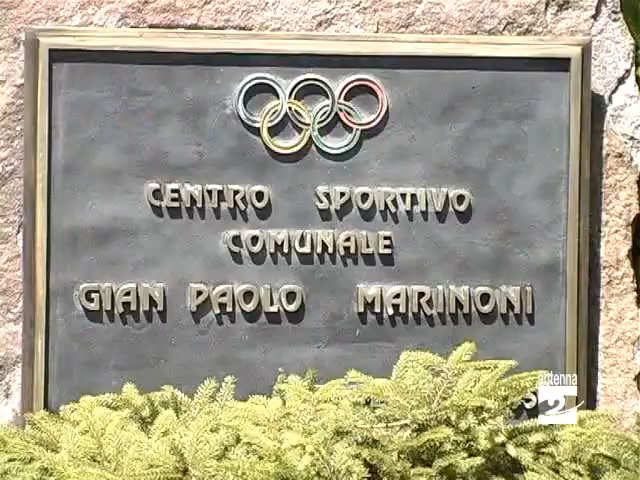 CENTRO SPORTIVO
COMUNALE
GIAN PAOLO MARINONI
antenna
2